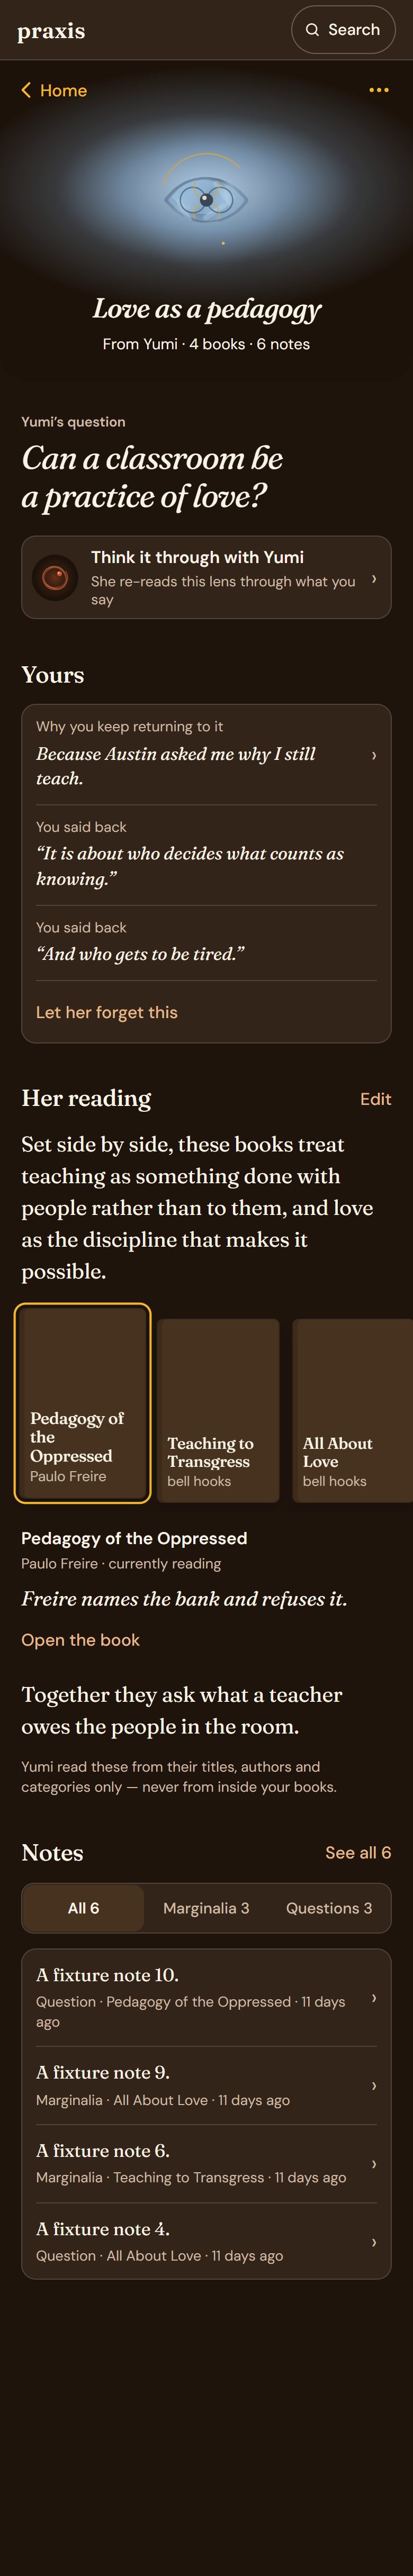 praxis
Search
Home
Love as a pedagogy
From Yumi · 4 books · 6 notes
Yumi’s question
Can a classroom be
a practice of love?
Think it through with Yumi
She re-reads this lens through what you
say
Yours
Why you keep returning to it
Because Austin asked me why I still
teach.
You said back
“It is about who decides what counts as
knowing.”
You said back
“And who gets to be tired.”
Let her forget this
Her reading
Edit
Set side by side, these books treat
teaching as something done with
people rather than to them, and love
as the discipline that makes it
possible.
Pedagogy of
the
Oppressed
Paulo Freire
Teaching to
Transgress
bell hooks
All About
Love
bell hooks
Pedagogy of the Oppressed
Paulo Freire · currently reading
Freire names the bank and refuses it.
Open the book
Together they ask what a teacher
owes the people in the room.
Yumi read these from their titles, authors and
categories only — never from inside your books.
Notes
See all 6
All 6
Marginalia 3
Questions 3
A fixture note 10.
Question · Pedagogy of the Oppressed · 11 days
ago
A fixture note 9.
Marginalia · All About Love · 11 days ago
A fixture note 6.
Marginalia · Teaching to Transgress · 11 days ago
A fixture note 4.
Question · All About Love · 11 days ago